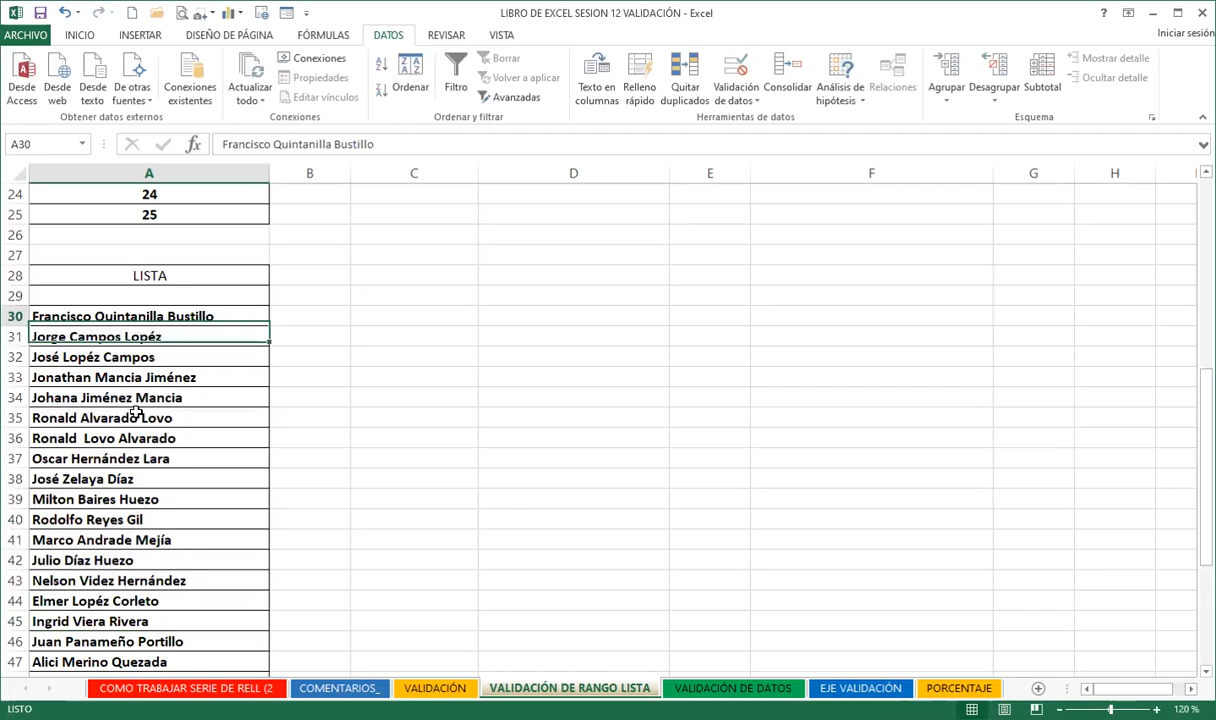 LIBRO DE EXCEL SESION 12 VALIDACIÓN - Excel
ARCHIVO INICIO INSERTAR DISEÑO DE PÁGINA FÓRMULAS DATOS REVISAR VISTA Iniciar sesión
Desde Access
Desde web
Desde texto
De otras fuentes
Conexiones existentes
Obtener datos externos
Actualizar todo
Conexiones
Propiedades
Editar vínculos
Conexiones
Ordenar
Filtro
Borrar
Volver a aplicar
Avanzadas
Ordenar y filtrar
Texto en columnas
Relleno rápido
Quitar duplicados
Validación de datos
Consolidar
Análisis de hipótesis
Relaciones
Herramientas de datos
Agrupar
Desagrupar
Subtotal
Mostrar detalle
Ocultar detalle
Esquema
A30 fx Francisco Quintanilla Bustillo
A B C D E F G H
24 24
25 25
26
27
28 LISTA
29
30 Francisco Quintanilla Bustillo
31 Jorge Campos Lopéz
32 José Lopéz Campos
33 Jonathan Mancia Jiménez
34 Johana Jiménez Mancia
35 Ronald Alvarado Lovo
36 Ronald  Lovo Alvarado
37 Oscar Hernández Lara
38 José Zelaya Díaz
39 Milton Baires Huezo
40 Rodolfo Reyes Gil
41 Marco Andrade Mejía
42 Julio Díaz Huezo
43 Nelson Videz Hernández
44 Elmer Lopéz Corleto
45 Ingrid Viera Rivera
46 Juan Panameño Portillo
47 Alici Merino Quezada
COMO TRABAJAR SERIE DE RELL (2 COMENTARIOS_ VALIDACIÓN VALIDACIÓN DE RANGO LISTA VALIDACIÓN DE DATOS EJE VALIDACIÓN PORCENTAJE
LISTO 120 %